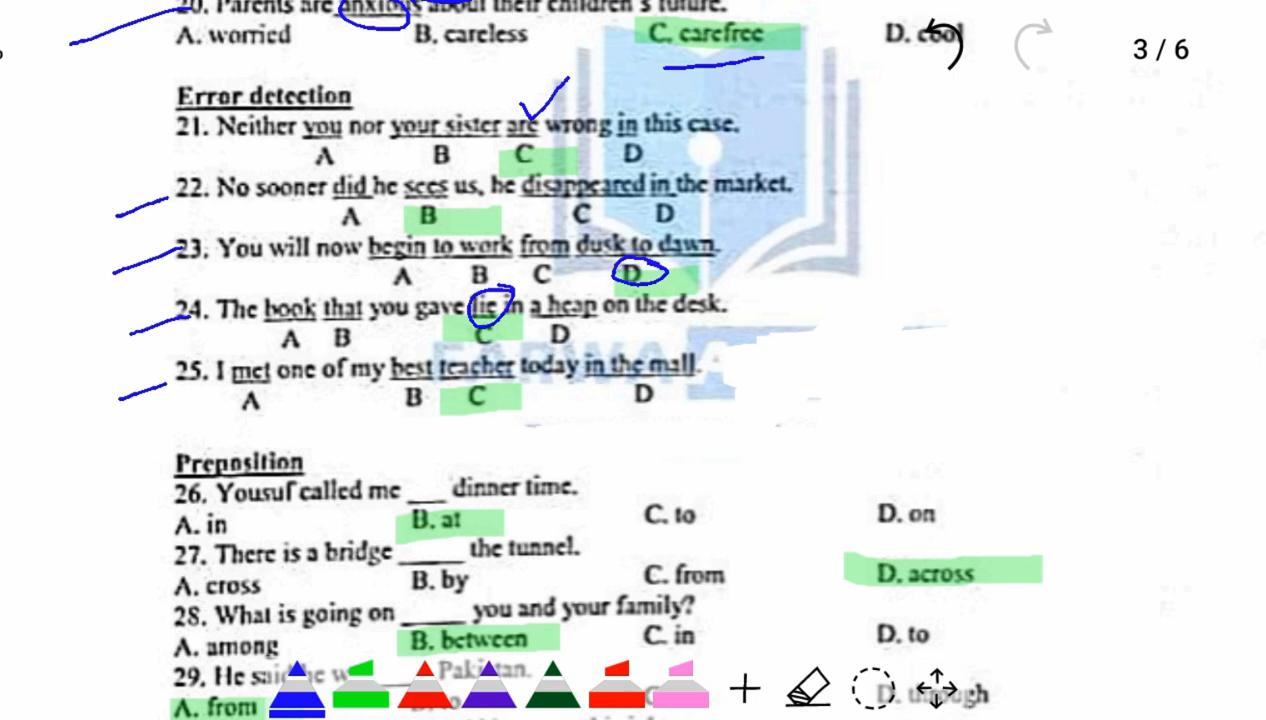 20. Parents are anxious about their children's future.
A. worried B. careless C. carefree D. cool
3 / 6
Error detection
21. Neither you nor your sister are wrong in this case.
A B C D
22. No sooner did he sees us, he disappeared in the market.
A B C D
23. You will now begin to work from dusk to dawn.
A B C D
24. The book that you gave lie in a heap on the desk.
A B C D
25. I met one of my best teacher today in the mall.
A B C D
Preposition
26. Yousuf called me ___ dinner time.
A. in B. at C. to D. on
27. There is a bridge _____ the tunnel.
A. cross B. by C. from D. across
28. What is going on _____ you and your family?
A. among B. between C. in D. to
29. He said he Pakistan.
A. from D. through